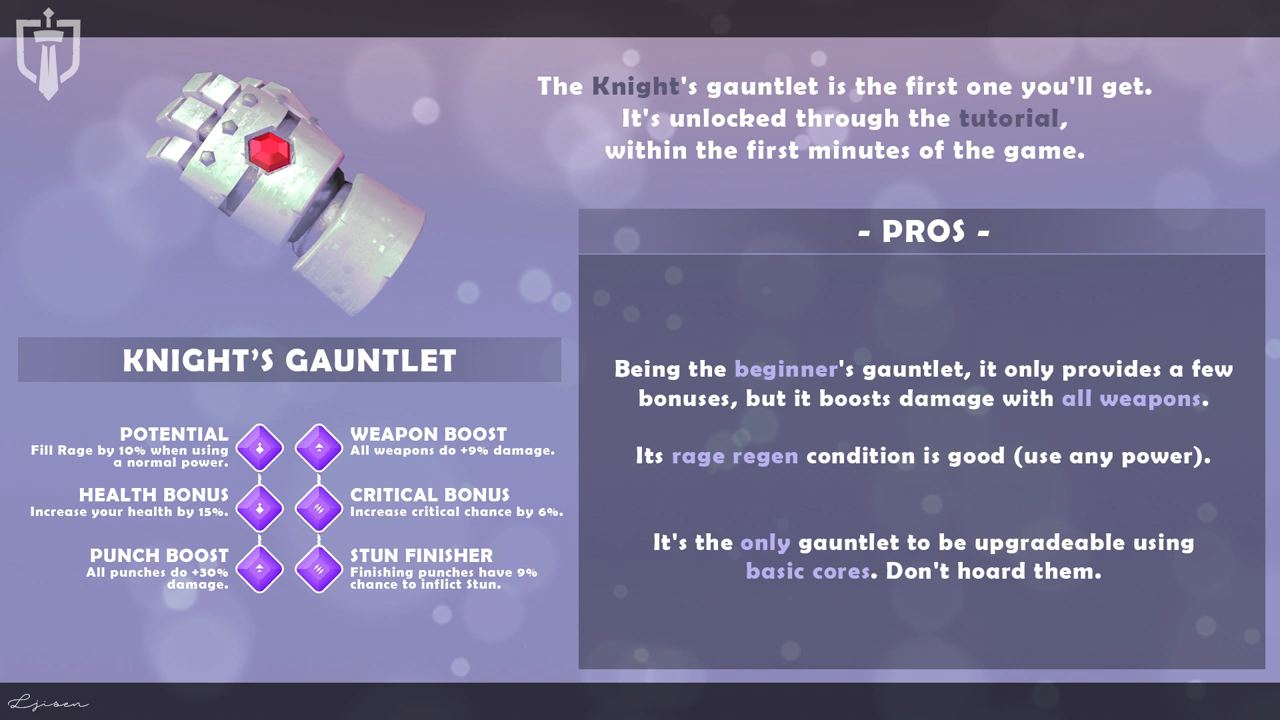 The Knight's gauntlet is the first one you'll get.
It's unlocked through the tutorial,
within the first minutes of the game.
KNIGHT’S GAUNTLET
POTENTIAL
Fill Rage by 10% when using
a normal power.
HEALTH BONUS
Increase your health by 15%.
PUNCH BOOST
All punches do +30%
damage.
WEAPON BOOST
All weapons do +9% damage.
CRITICAL BONUS
Increase critical chance by 6%.
STUN FINISHER
Finishing punches have 9%
chance to inflict Stun.
- PROS -
Being the beginner's gauntlet, it only provides a few
bonuses, but it boosts damage with all weapons.
Its rage regen condition is good (use any power).
It's the only gauntlet to be upgradeable using
basic cores. Don't hoard them.